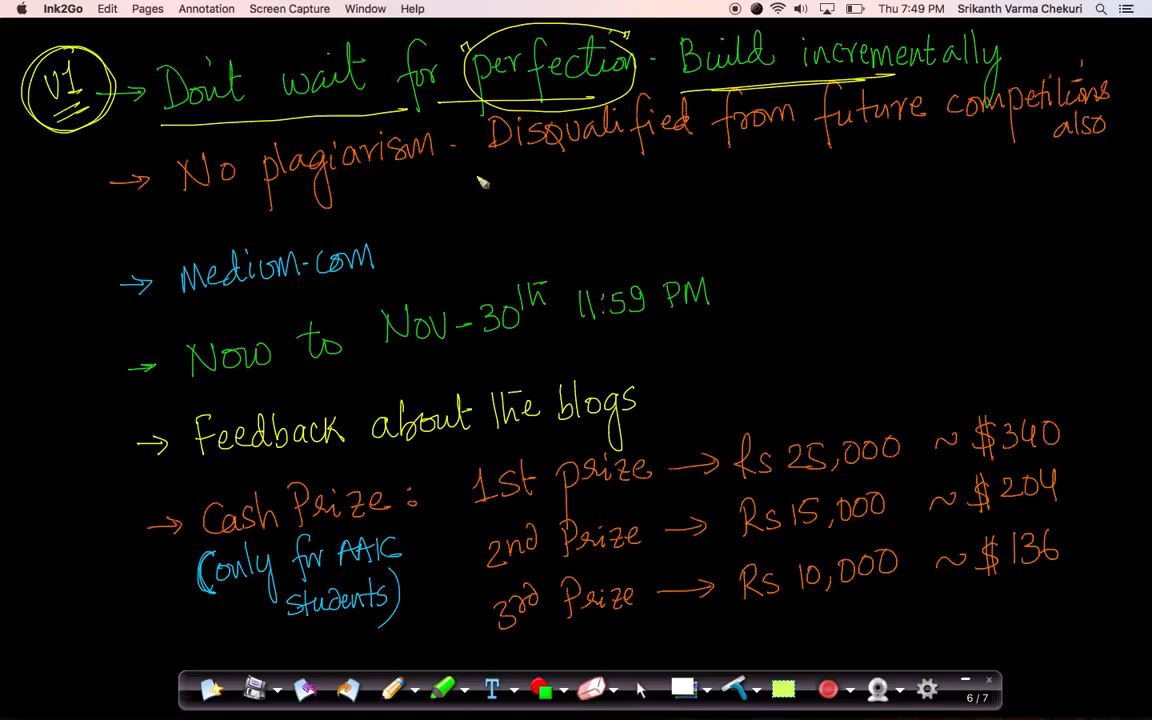 Ink2Go Edit Pages Annotation Screen Capture Window Help Thu 7:49 PM Srikanth Varma Chekuri
V1 → Don't wait for "perfection" - Build incrementally
→ No plagiarism - Disqualified from future competitions also
→ Medium.com
→ Now to Nov-30th 11:59 PM
→ Feedback about the blogs
→ Cash Prize: 1st prize → Rs 25,000 ~ $340
(only for AAIC students) 2nd Prize → Rs 15,000 ~ $204
3rd Prize → Rs 10,000 ~ $136
T
6 / 7